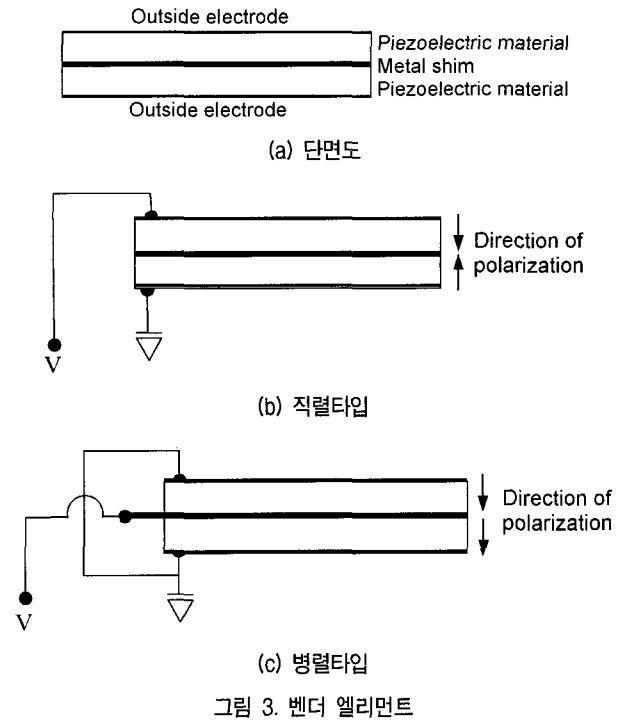 Outside electrode
Piezoelectric material
Metal shim
Piezoelectric material
Outside electrode
(a) 단면도
Direction of
polarization
V
(b) 직렬타입
Direction of
polarization
V
(c) 병렬타입
그림 3. 벤더 엘리먼트